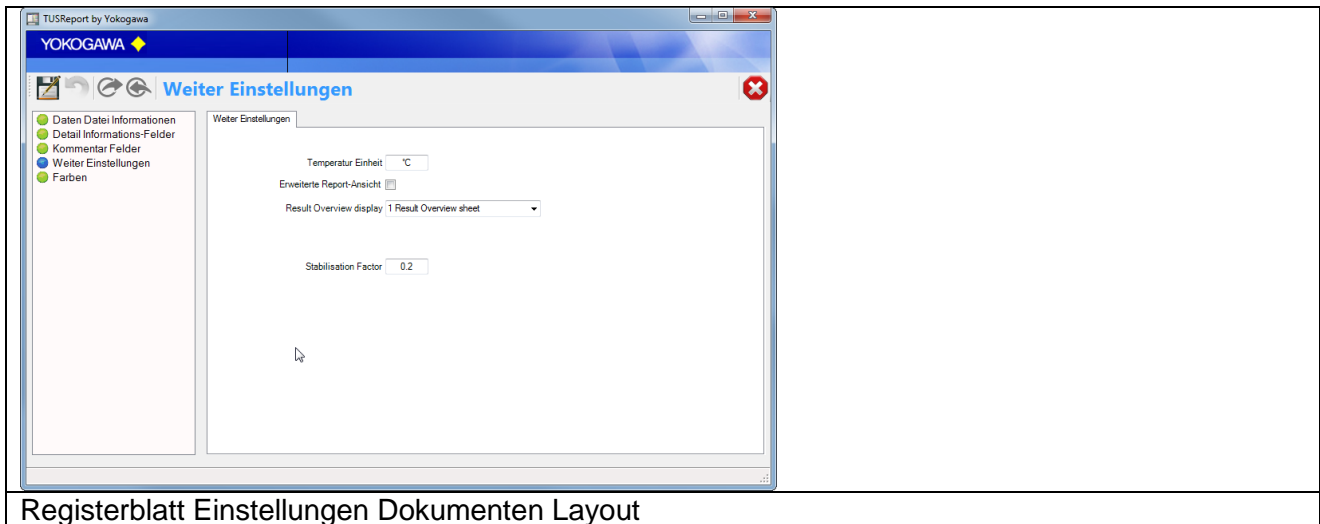 TUSReport by Yokogawa
YOKOGAWA
Weiter Einstellungen
Daten Datei Informationen
Detail Informations-Felder
Kommentar Felder
Weiter Einstellungen
Farben
Weiter Einstellungen
Temperatur Einheit °C
Erweiterte Report-Ansicht
Result Overview display 1 Result Overview sheet
Stabilisation Factor 0.2
Registerblatt Einstellungen Dokumenten Layout